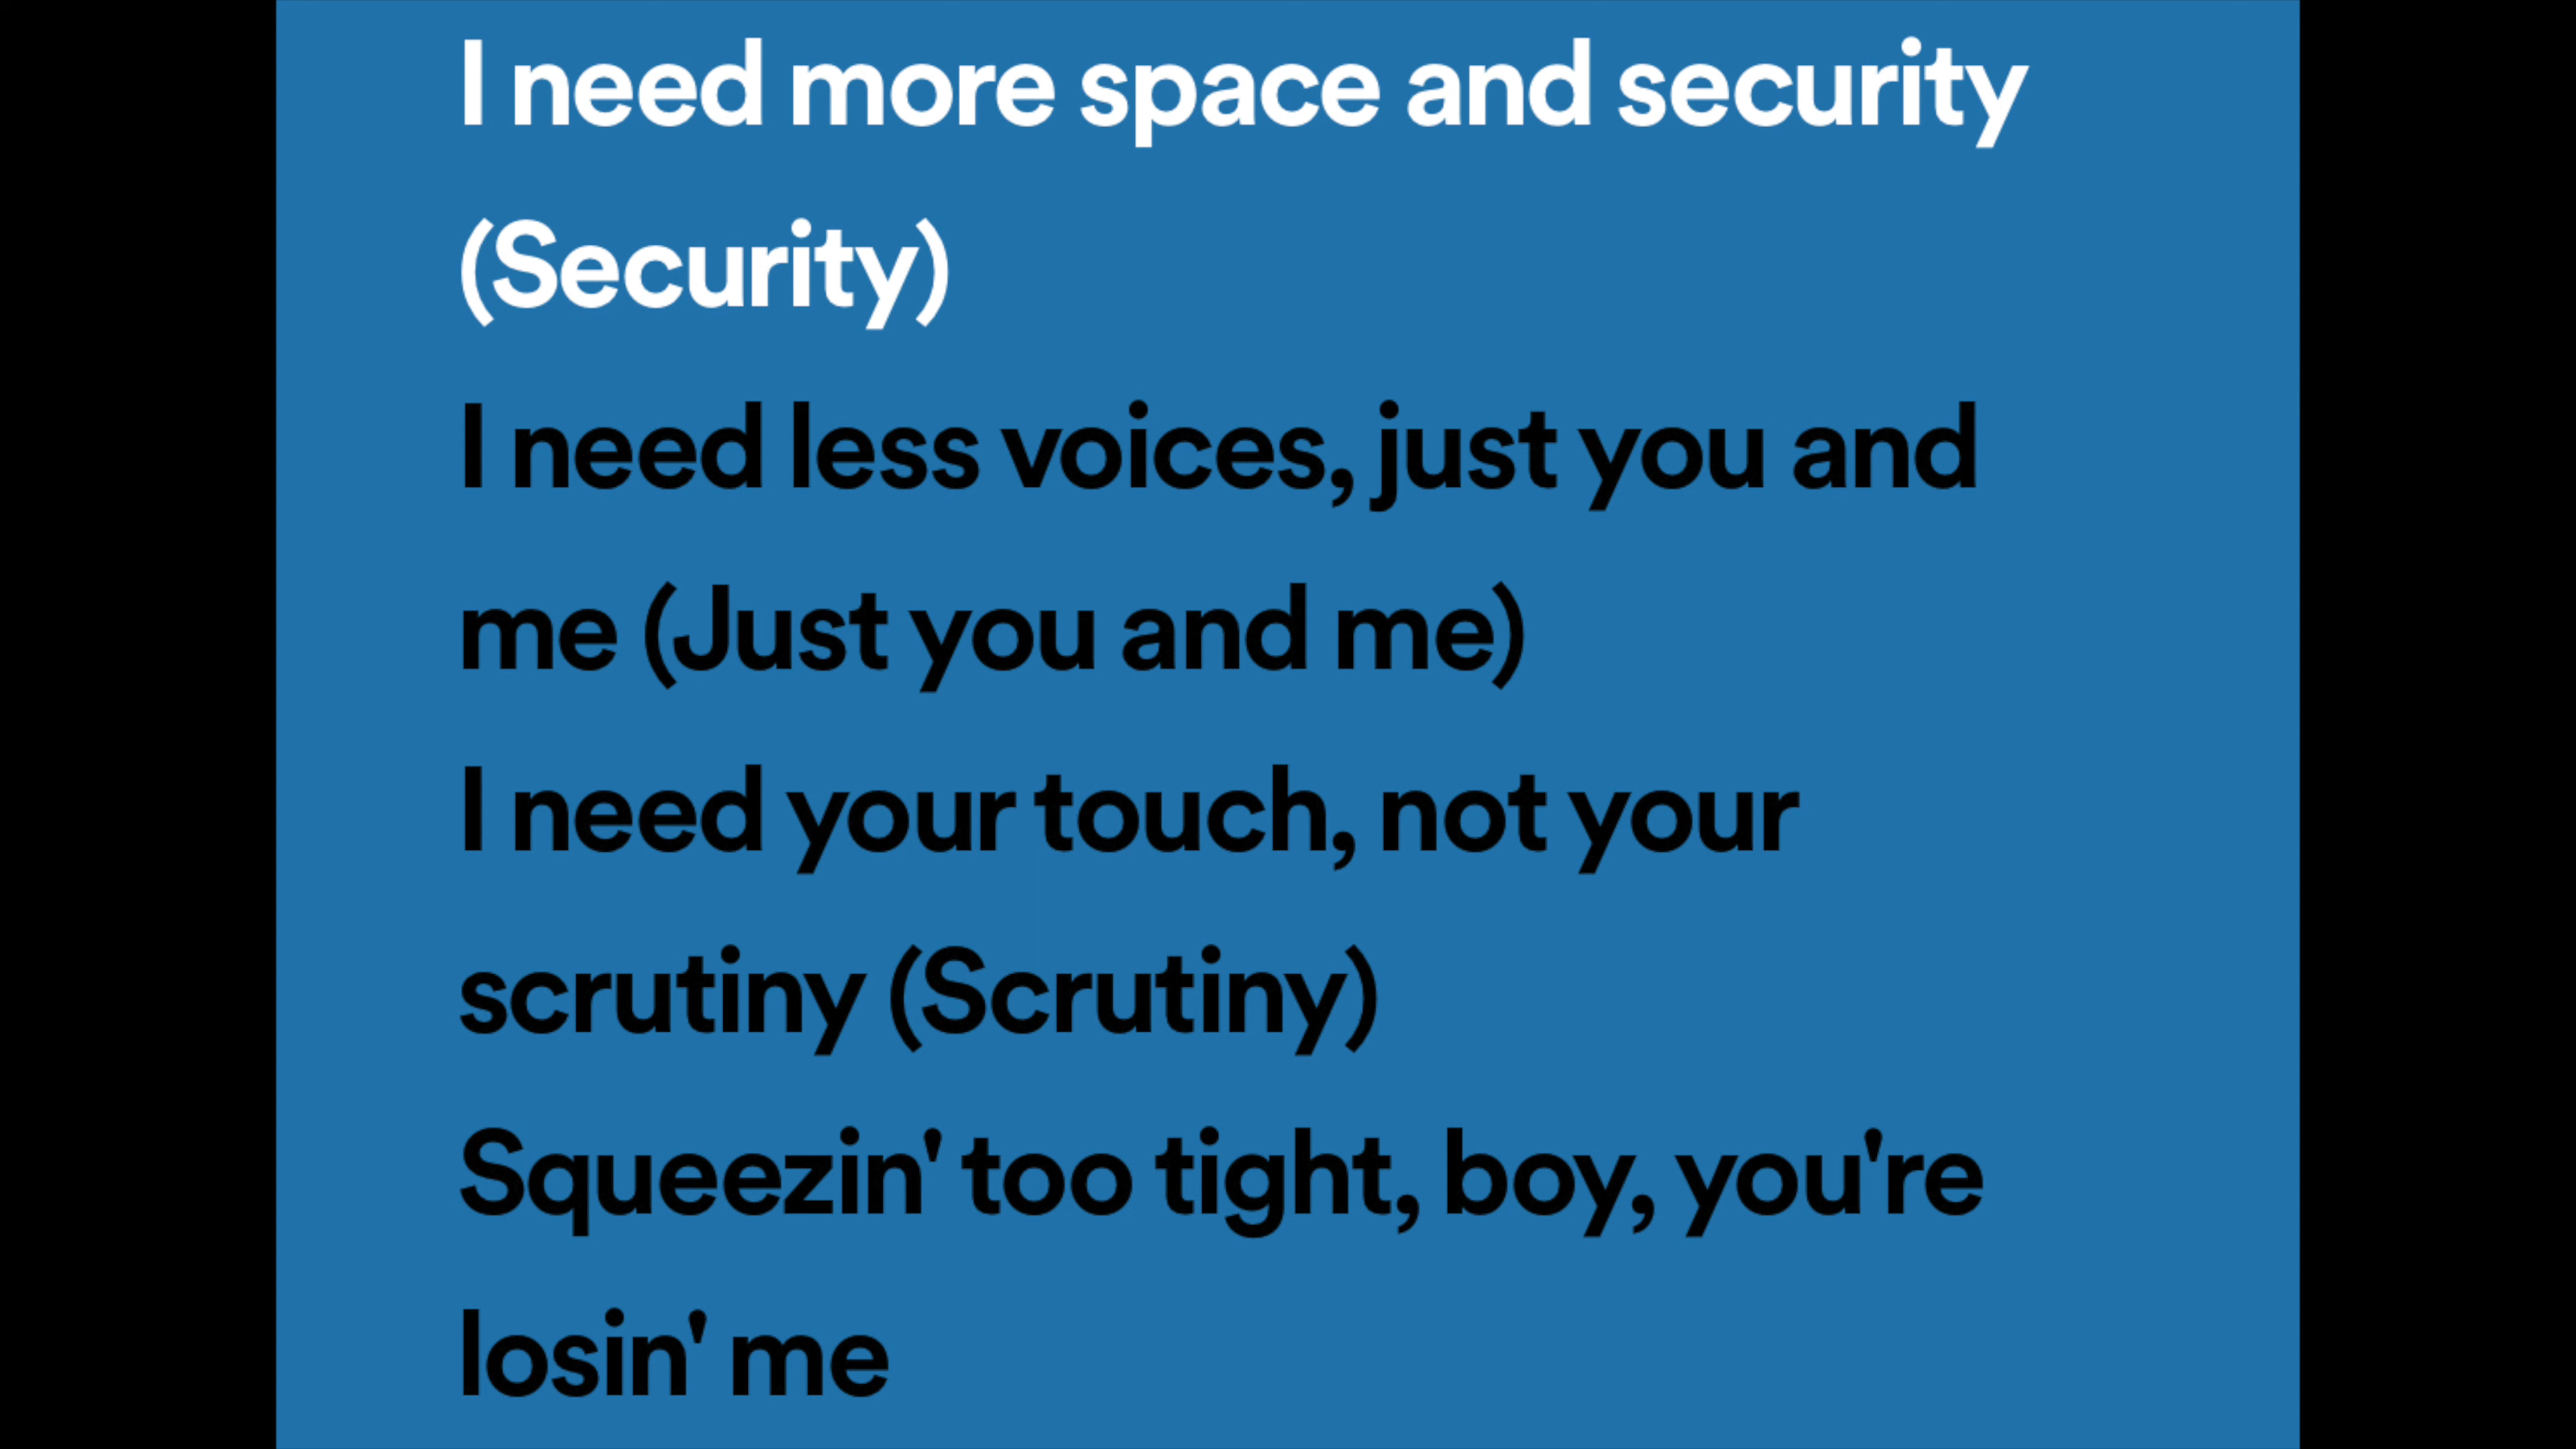 I need more space and security
(Security)
I need less voices, just you and
me (Just you and me)
I need your touch, not your
scrutiny (Scrutiny)
Squeezin' too tight, boy, you're
losin' me